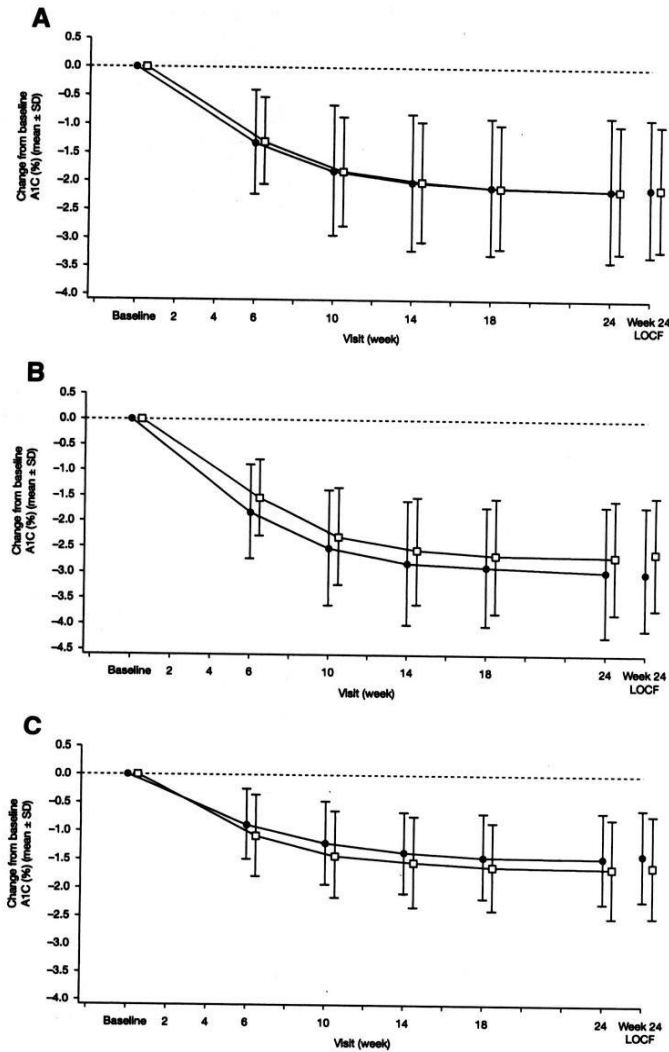 A
0.5
0.0
−0.5
−1.0
−1.5
−2.0
−2.5
−3.0
−3.5
−4.0
Change from baseline
A1C (%) (mean ± SD)
Baseline 2 4 6 10 14 18 24 Week 24
LOCF
Visit (week)
B
0.5
0.0
−0.5
−1.0
−1.5
−2.0
−2.5
−3.0
−3.5
−4.0
−4.5
Change from baseline
A1C (%) (mean ± SD)
Baseline 2 4 6 10 14 18 24 Week 24
LOCF
Visit (week)
C
0.5
0.0
−0.5
−1.0
−1.5
−2.0
−2.5
−3.0
−3.5
−4.0
Change from baseline
A1C (%) (mean ± SD)
Baseline 2 4 6 10 14 18 24 Week 24
LOCF
Visit (week)